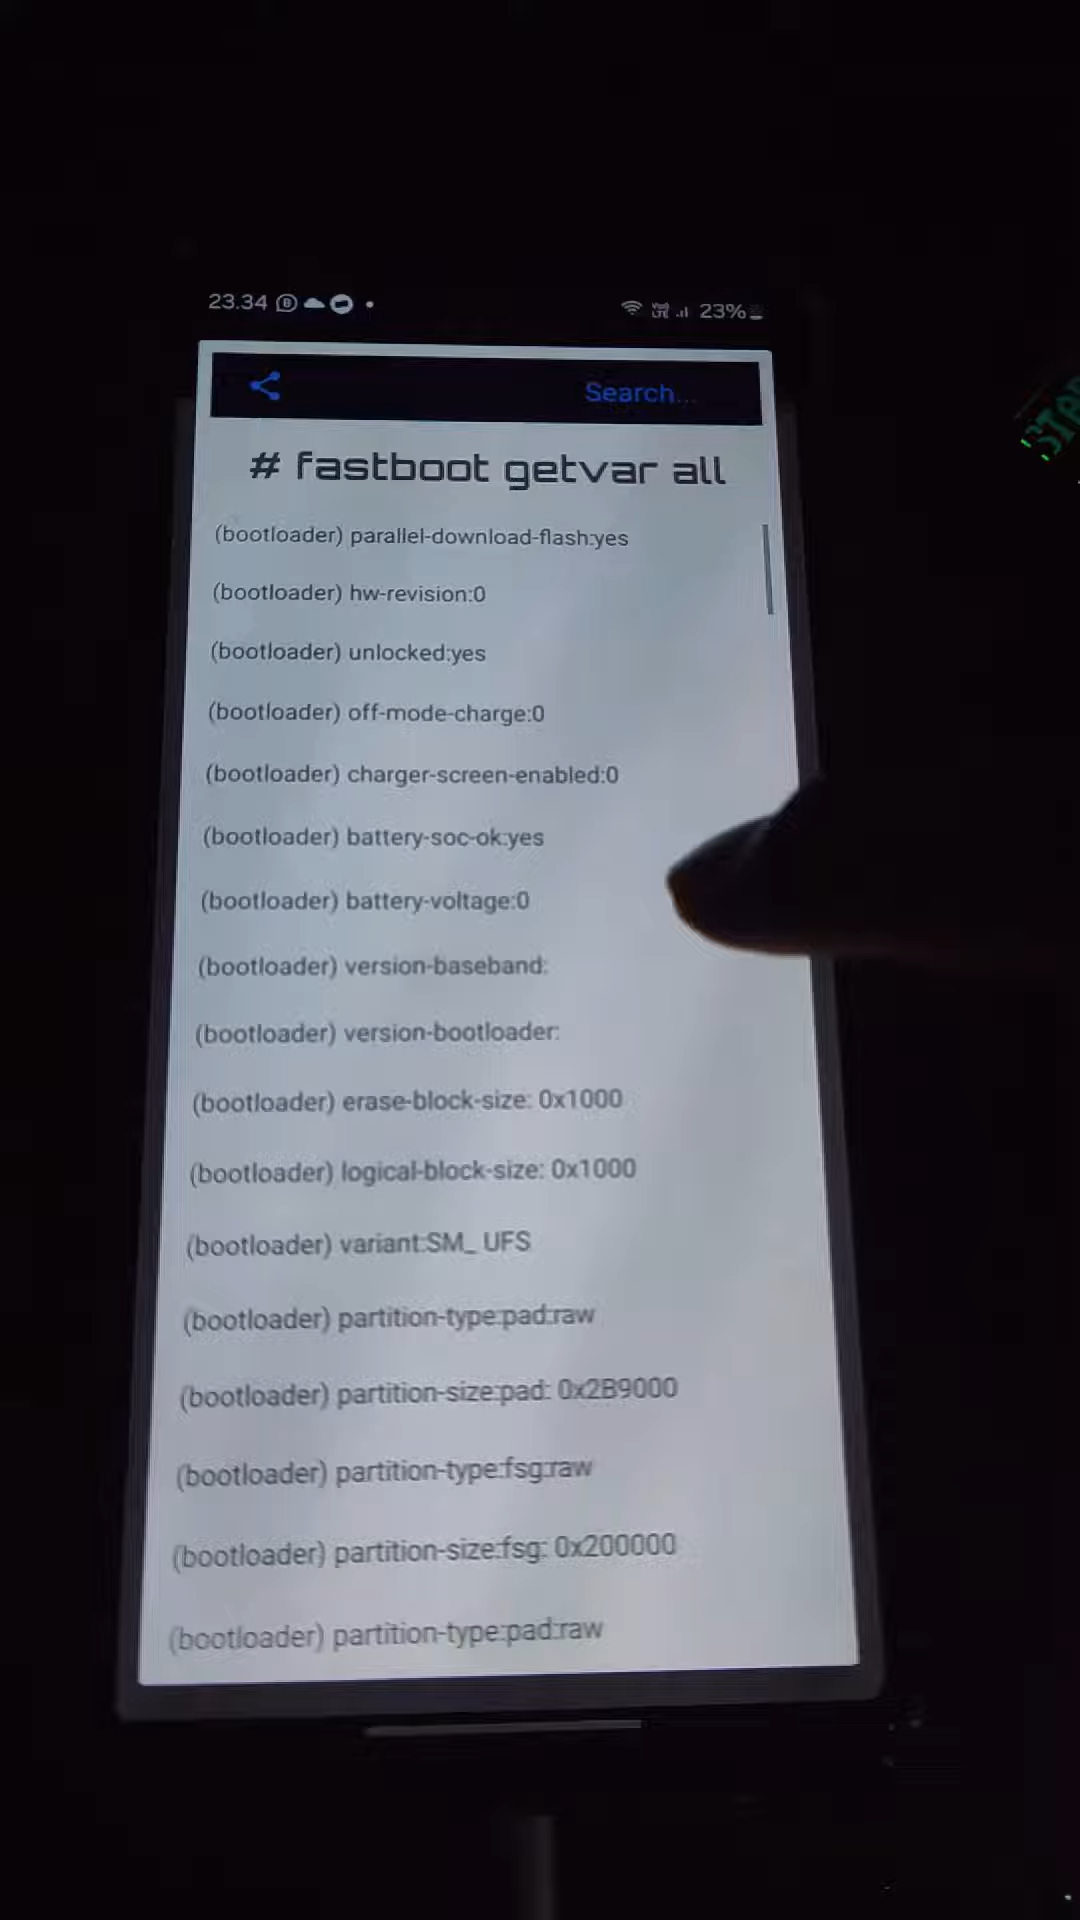 23.34
23%
Search...
# fastboot getvar all
(bootloader) parallel-download-flash:yes
(bootloader) hw-revision:0
(bootloader) unlocked:yes
(bootloader) off-mode-charge:0
(bootloader) charger-screen-enabled:0
(bootloader) battery-soc-ok:yes
(bootloader) battery-voltage:0
(bootloader) version-baseband:
(bootloader) version-bootloader:
(bootloader) erase-block-size: 0x1000
(bootloader) logical-block-size: 0x1000
(bootloader) variant:SM_ UFS
(bootloader) partition-type:pad:raw
(bootloader) partition-size:pad: 0x2B9000
(bootloader) partition-type:fsg:raw
(bootloader) partition-size:fsg: 0x200000
(bootloader) partition-type:pad:raw